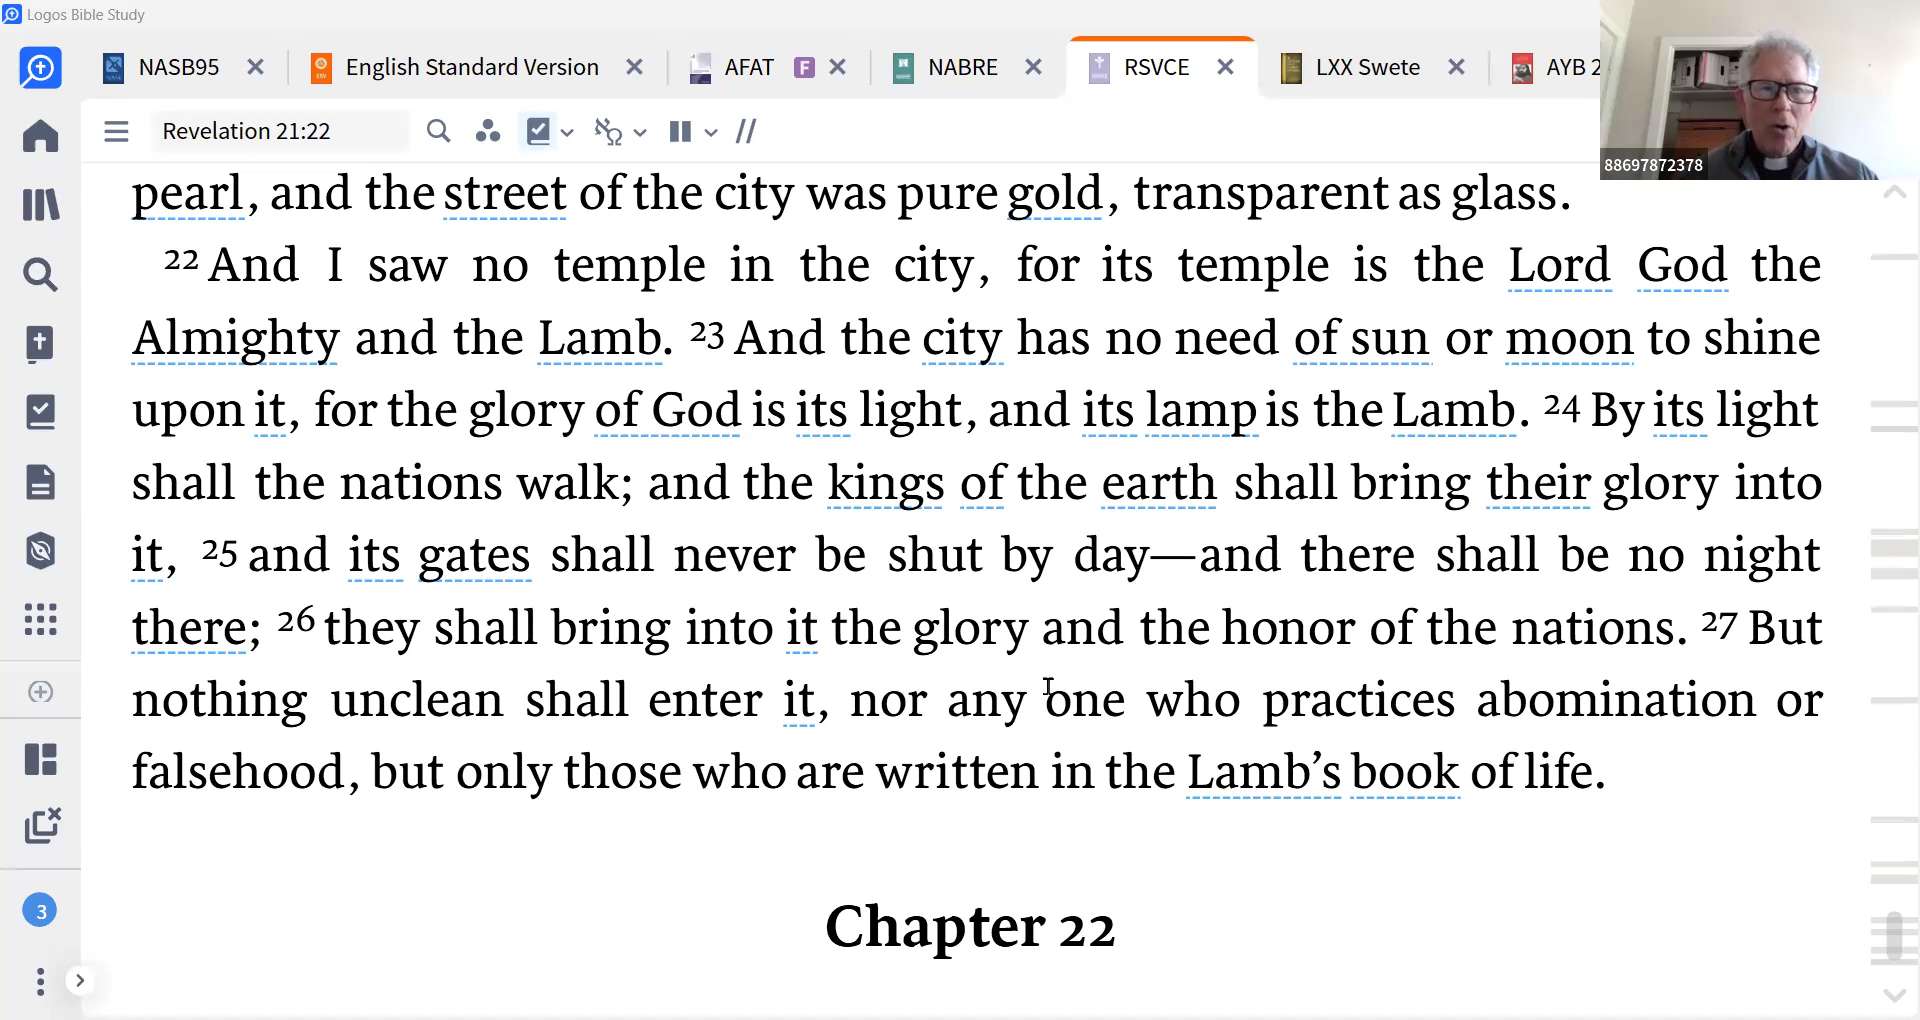 Logos Bible Study
NASB95 English Standard Version AFAT F NABRE RSVCE LXX Swete AYB 2
Revelation 21:22
88697872378
pearl, and the street of the city was pure gold, transparent as glass.
22 And I saw no temple in the city, for its temple is the Lord God the
Almighty and the Lamb. 23 And the city has no need of sun or moon to shine
upon it, for the glory of God is its light, and its lamp is the Lamb. 24 By its light
shall the nations walk; and the kings of the earth shall bring their glory into
it, 25 and its gates shall never be shut by day—and there shall be no night
there; 26 they shall bring into it the glory and the honor of the nations. 27 But
nothing unclean shall enter it, nor any one who practices abomination or
falsehood, but only those who are written in the Lamb’s book of life.
Chapter 22
3